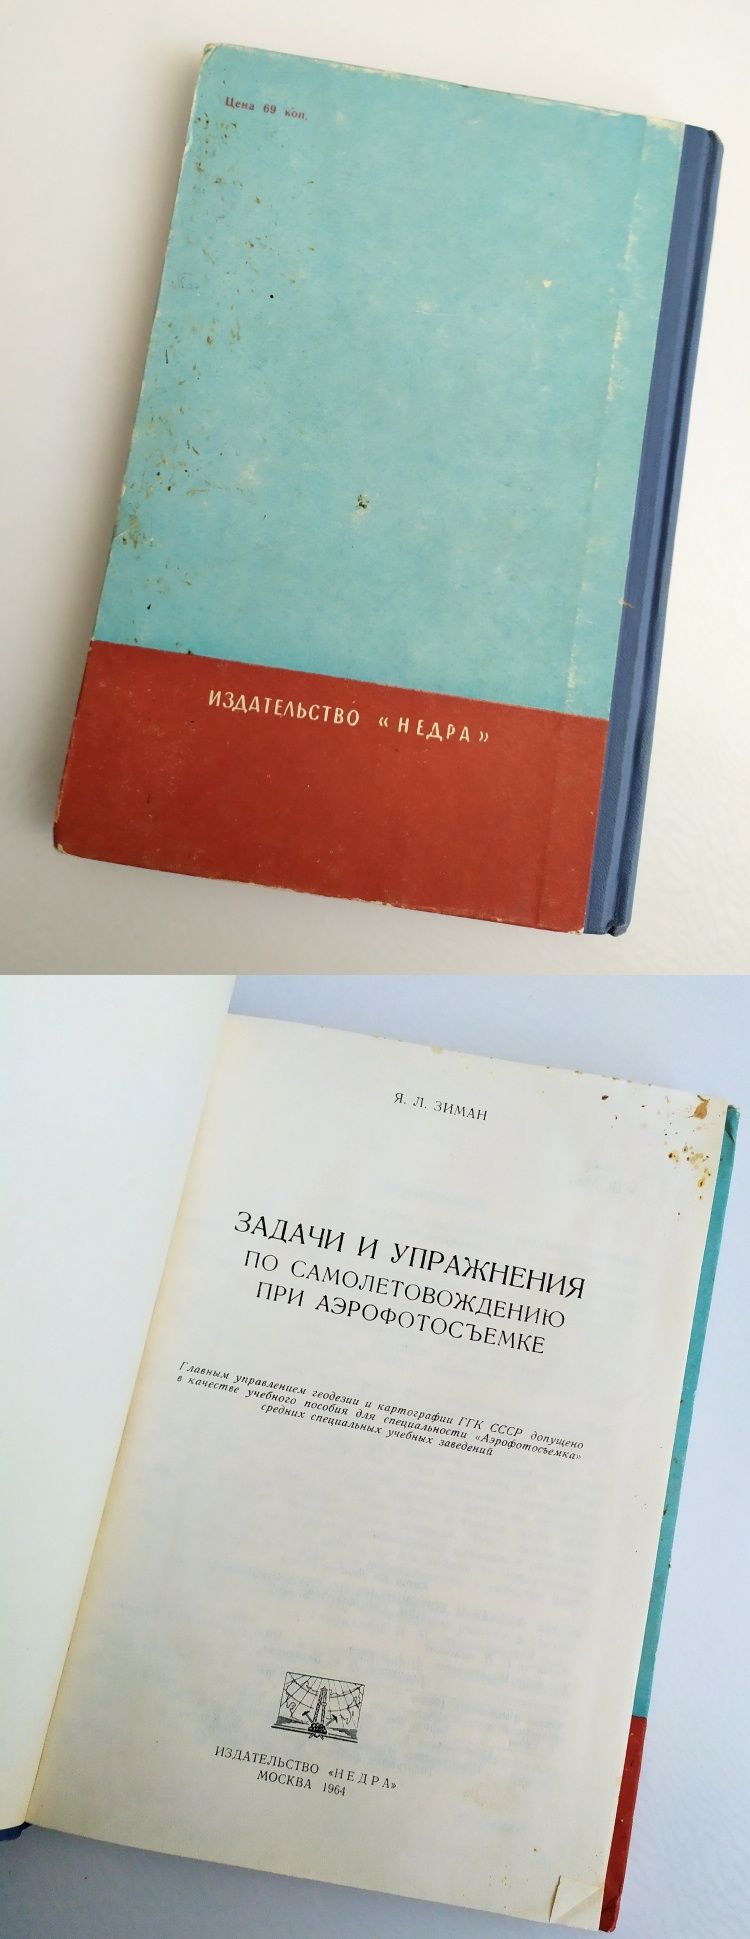 Цена 69 коп.
ИЗДАТЕЛЬСТВО «НЕДРА»
Я. Л. ЗИМАН
ЗАДАЧИ И УПРАЖНЕНИЯ
ПО САМОЛЕТОВОЖДЕНИЮ
ПРИ АЭРОФОТОСЪЕМКЕ
Главным управлением геодезии и картографии ГГК СССР допущено
в качестве учебного пособия для специальности «Аэрофотосъемка»
средних специальных учебных заведений
ИЗДАТЕЛЬСТВО «НЕДРА»
МОСКВА 1964